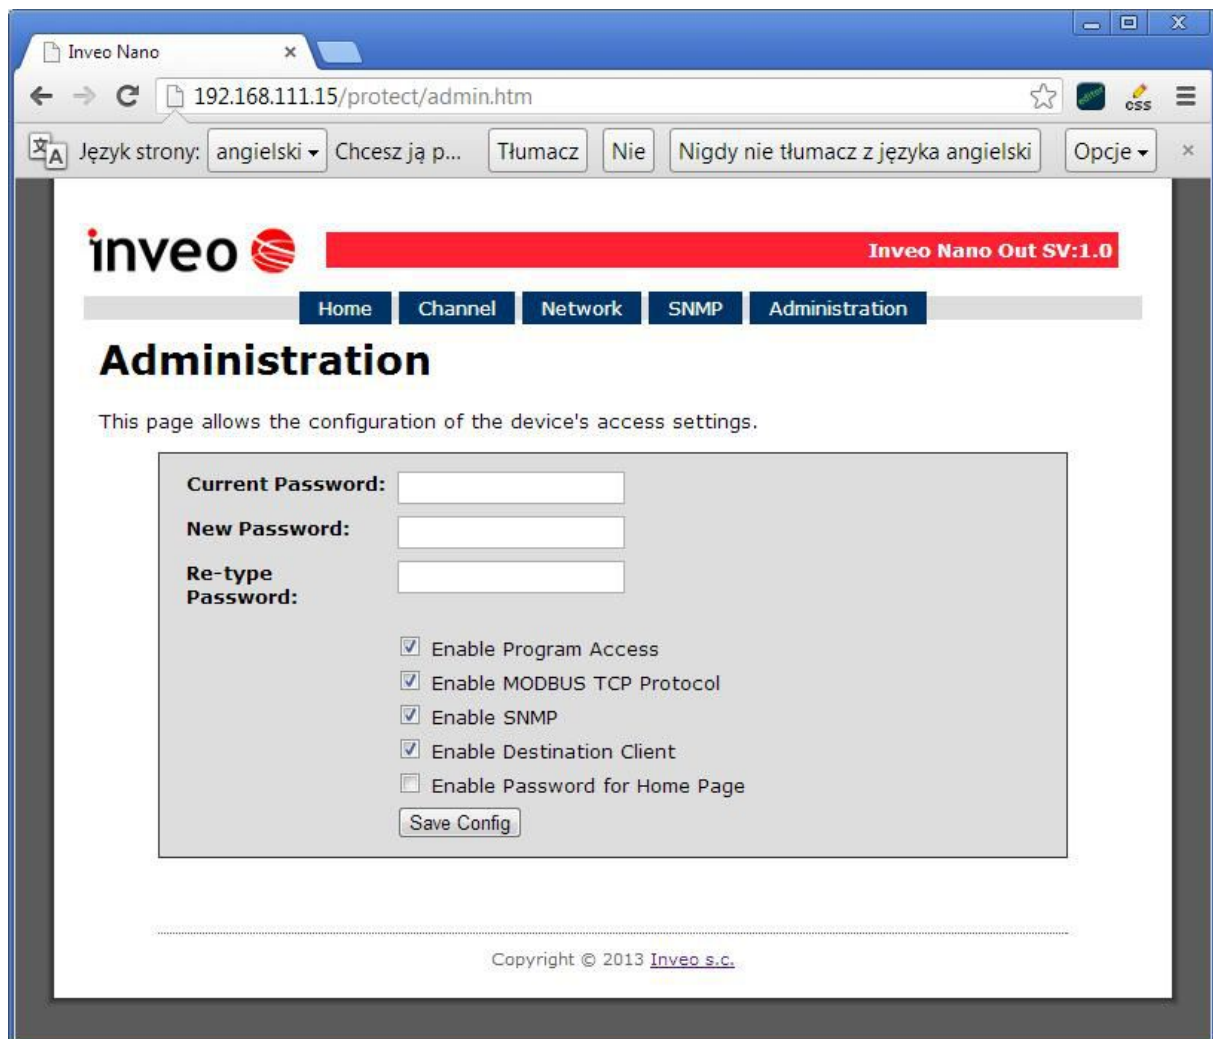 Inveo Nano
192.168.111.15/protect/admin.htm
editor
css
Język strony: angielski Chcesz ją p... Tłumacz Nie Nigdy nie tłumacz z języka angielski Opcje
inveo
Inveo Nano Out SV:1.0
Home Channel Network SNMP Administration
Administration
This page allows the configuration of the device's access settings.
Current Password:
New Password:
Re-type
Password:
Enable Program Access
Enable MODBUS TCP Protocol
Enable SNMP
Enable Destination Client
Enable Password for Home Page
Save Config
Copyright © 2013 Inveo s.c.